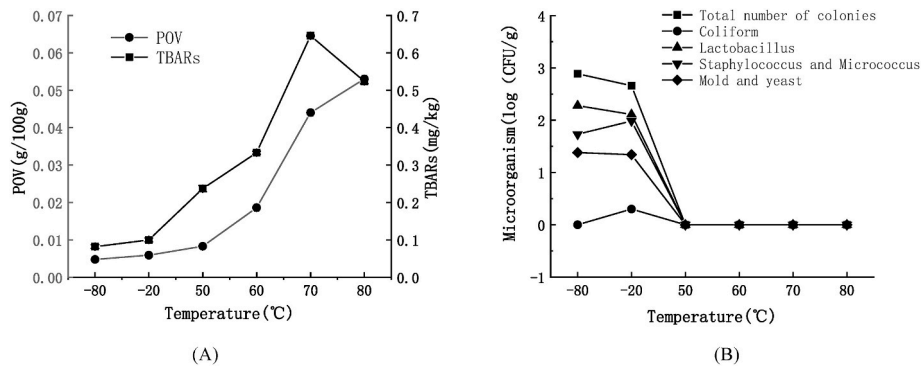 0.07
0.06
0.05
0.04
0.03
0.02
0.01
0.00
POV(g/100g)
POV
TBARs
0.7
0.6
0.5
0.4
0.3
0.2
0.1
0.0
TBARs(mg/kg)
-80 -20 50 60 70 80
Temperature(℃)
(A)
4
3
2
1
0
-1
Microorganism(log (CFU/g)
Total number of colonies
Coliform
Lactobacillus
Staphylococcus and Micrococcus
Mold and yeast
-80 -20 50 60 70 80
Temperature(℃)
(B)